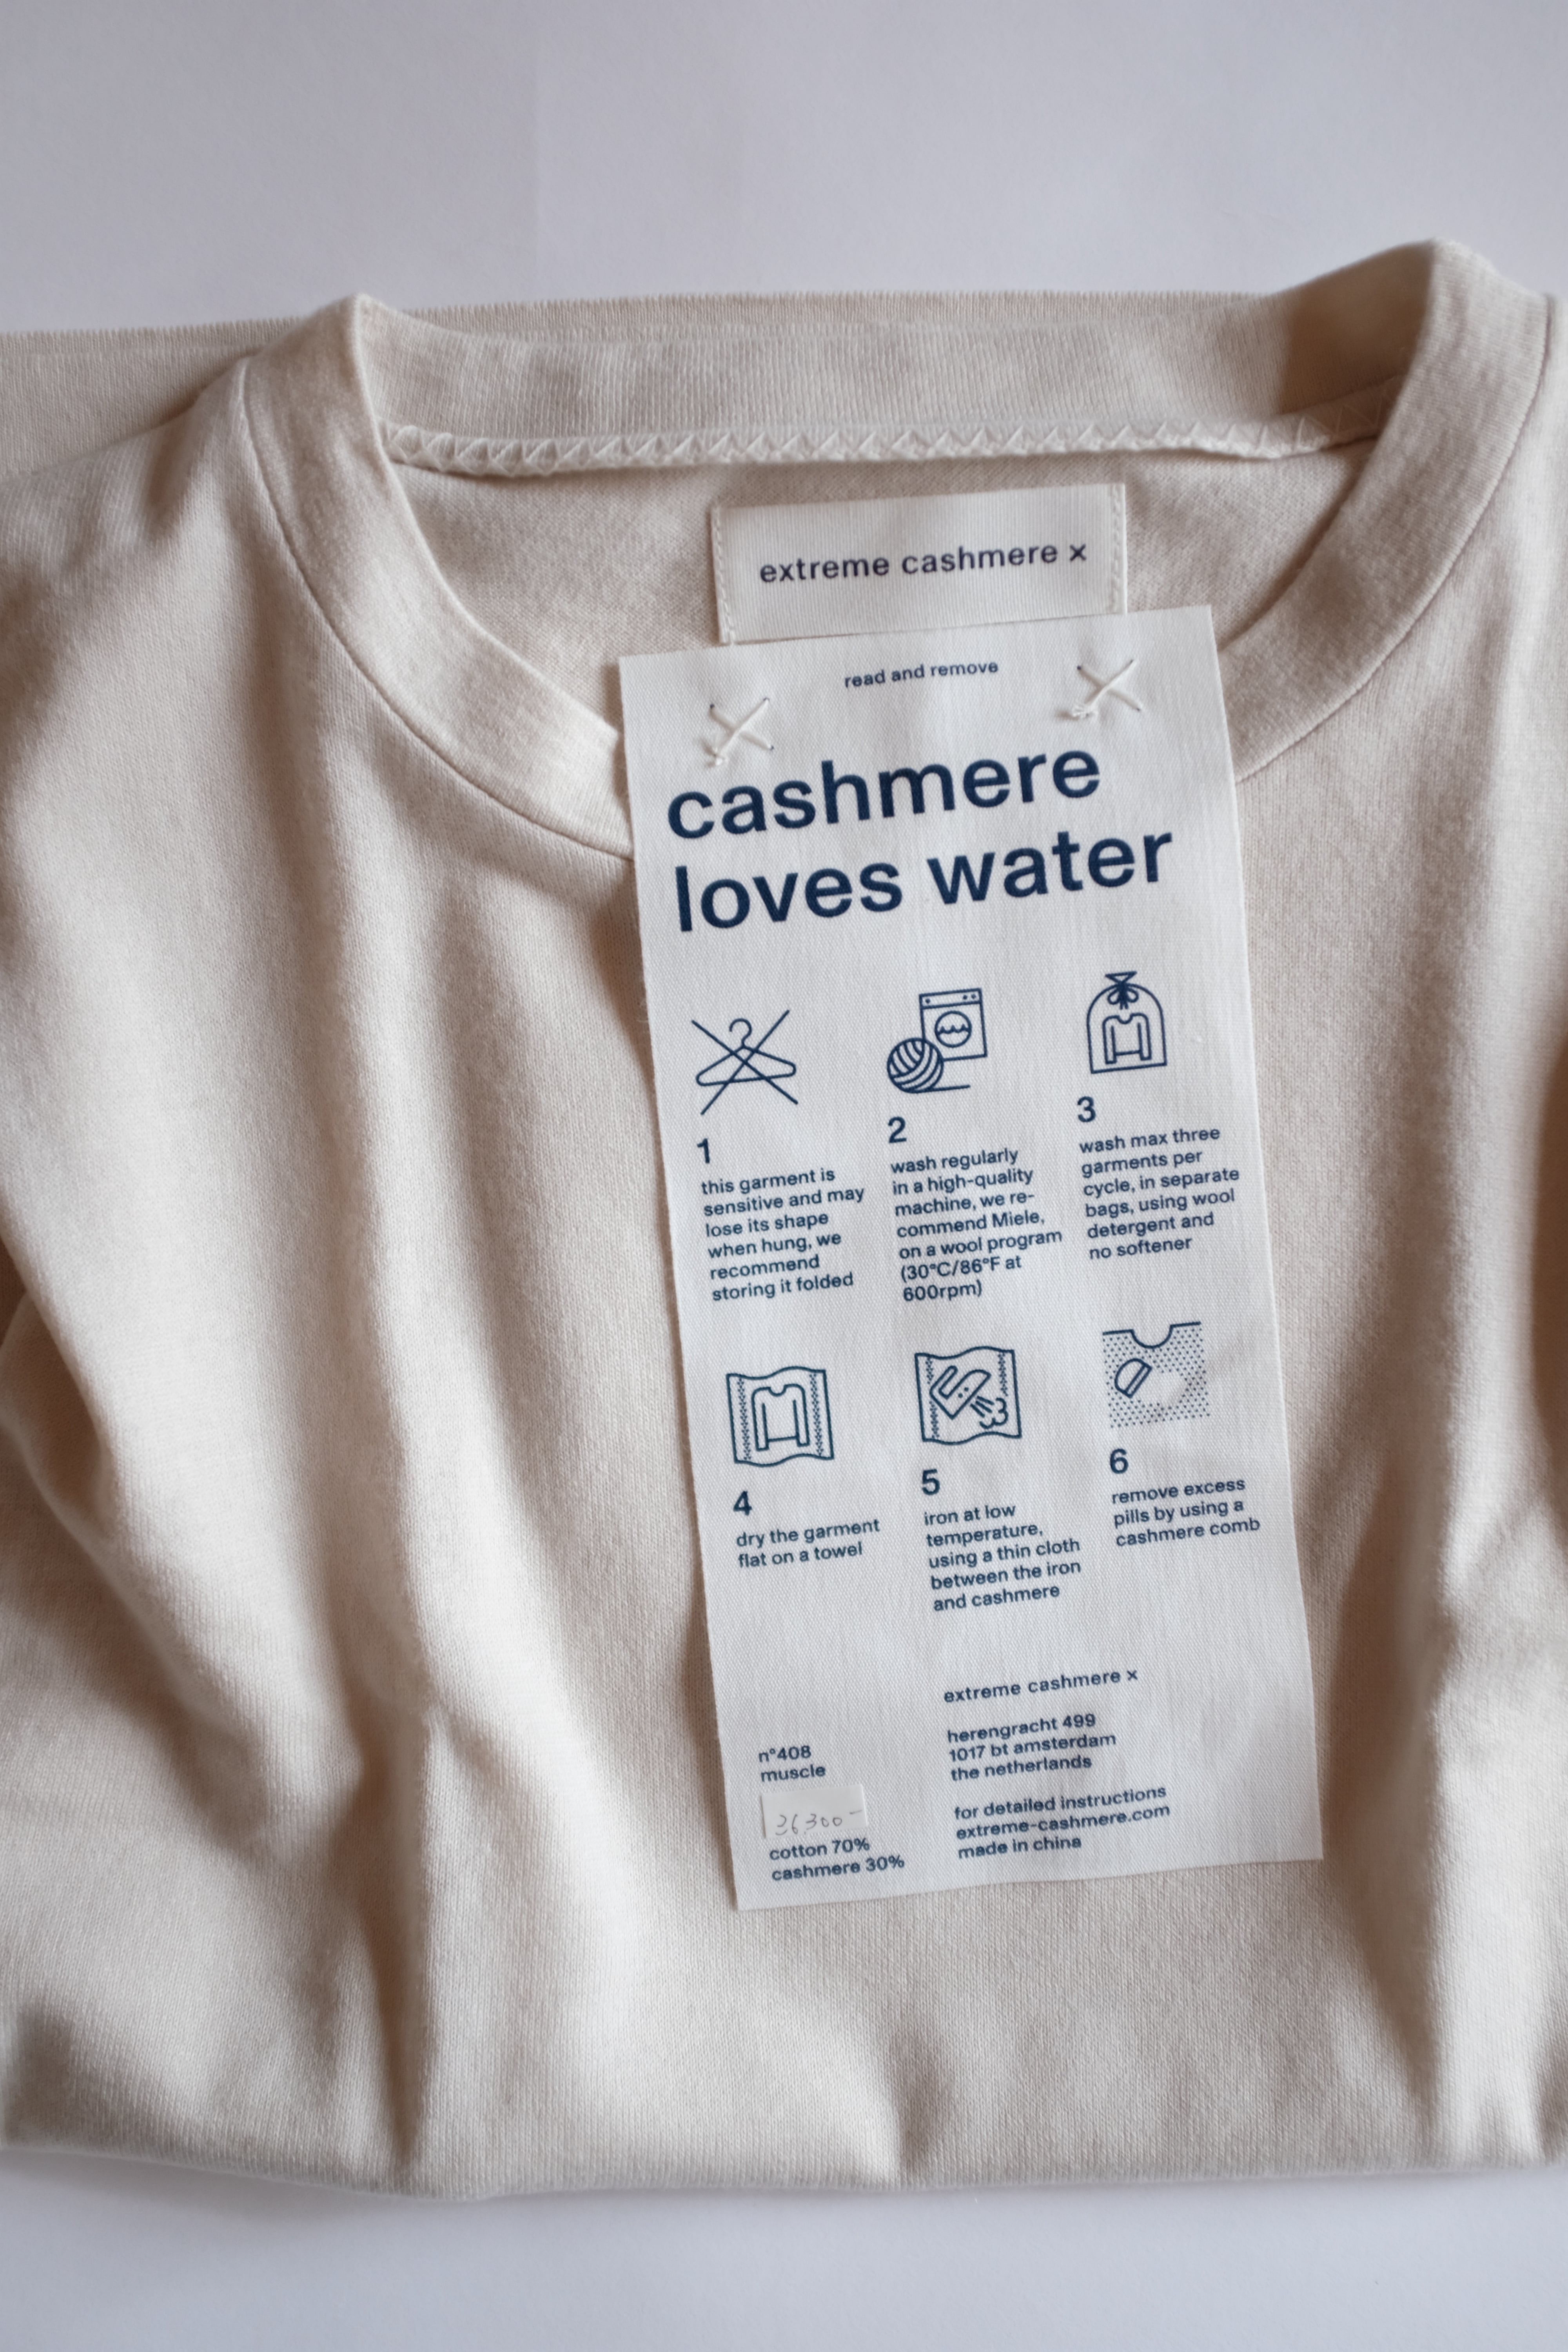 extreme cashmere ×
read and remove
cashmere
loves water
1
this garment is
sensitive and may
lose its shape
when hung, we
recommend
storing it folded
2
wash regularly
in a high-quality
machine, we re-
commend Miele,
on a wool program
(30°C/86°F at
600rpm)
3
wash max three
garments per
cycle, in separate
bags, using wool
detergent and
no softener
4
dry the garment
flat on a towel
5
iron at low
temperature,
using a thin cloth
between the iron
and cashmere
6
remove excess
pills by using a
cashmere comb
n°408
muscle
36300-
cotton 70%
cashmere 30%
extreme cashmere ×
herengracht 499
1017 bt amsterdam
the netherlands
for detailed instructions
extreme-cashmere.com
made in china